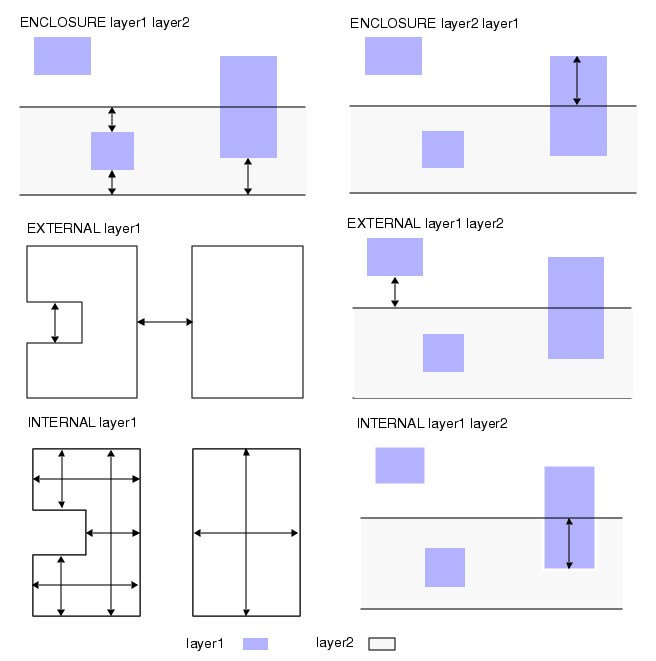 ENCLOSURE layer1 layer2
ENCLOSURE layer2 layer1
EXTERNAL layer1
EXTERNAL layer1 layer2
INTERNAL layer1
INTERNAL layer1 layer2
layer1
layer2